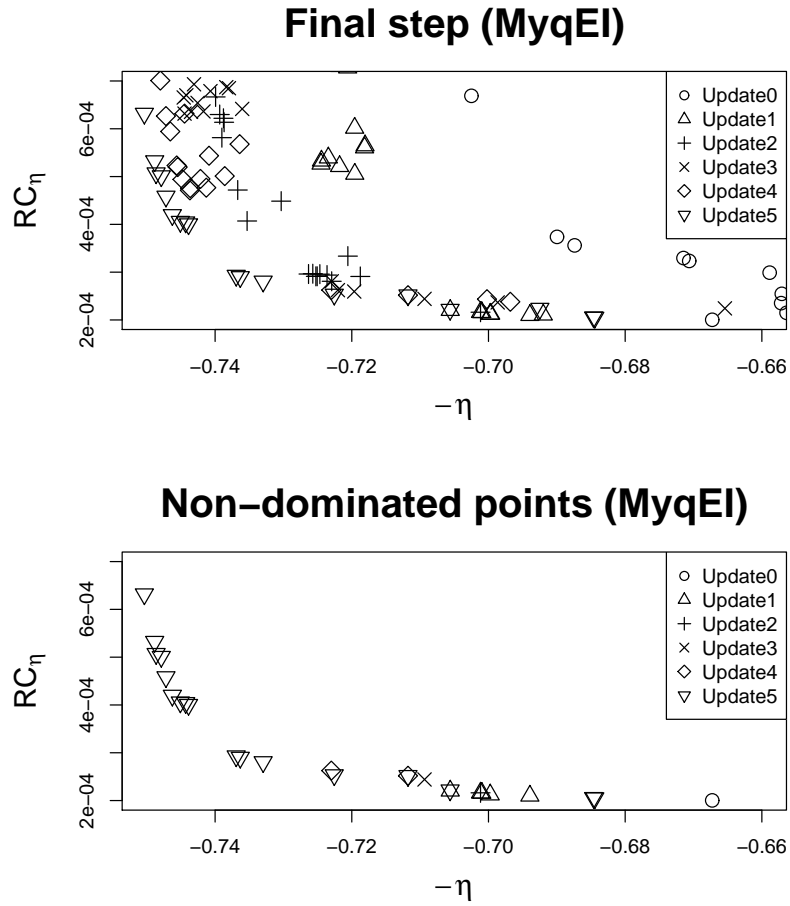 Final step (MyqEI)
Update0
Update1
Update2
Update3
Update4
Update5
6e−04
4e−04
2e−04
RCη
−0.74
−0.72
−0.70
−0.68
−0.66
−η
Non−dominated points (MyqEI)
Update0
Update1
Update2
Update3
Update4
Update5
6e−04
4e−04
2e−04
RCη
−0.74
−0.72
−0.70
−0.68
−0.66
−η